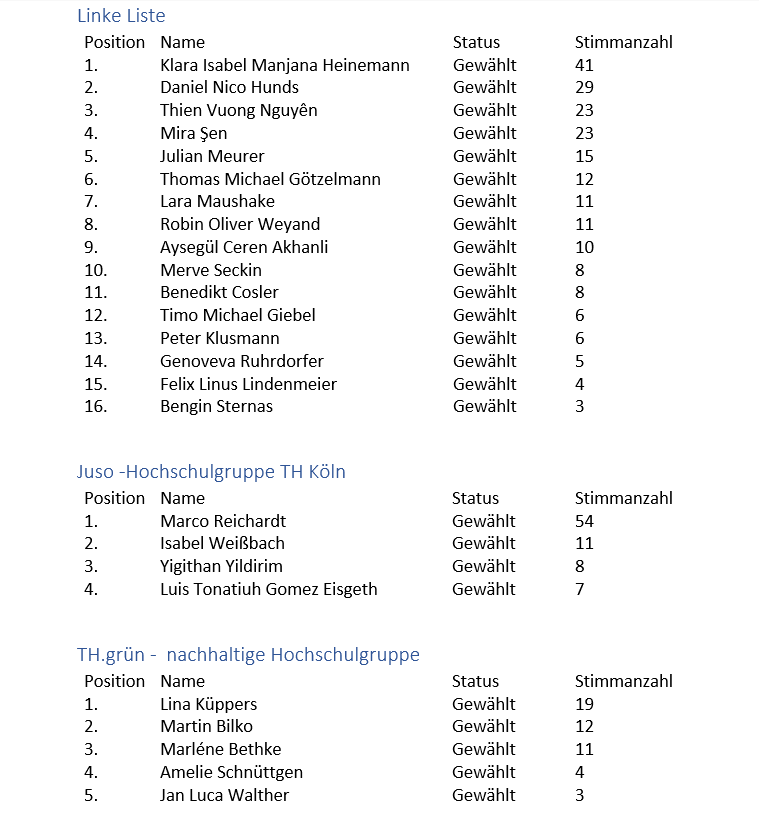 Linke Liste
Position Name Status Stimmanzahl
1. Klara Isabel Manjana Heinemann Gewählt 41
2. Daniel Nico Hunds Gewählt 29
3. Thien Vuong Nguyên Gewählt 23
4. Mira Şen Gewählt 23
5. Julian Meurer Gewählt 15
6. Thomas Michael Götzelmann Gewählt 12
7. Lara Maushake Gewählt 11
8. Robin Oliver Weyand Gewählt 11
9. Aysegül Ceren Akhanli Gewählt 10
10. Merve Seckin Gewählt 8
11. Benedikt Cosler Gewählt 8
12. Timo Michael Giebel Gewählt 6
13. Peter Klusmann Gewählt 6
14. Genoveva Ruhrdorfer Gewählt 5
15. Felix Linus Lindenmeier Gewählt 4
16. Bengin Sternas Gewählt 3
Juso -Hochschulgruppe TH Köln
Position Name Status Stimmanzahl
1. Marco Reichardt Gewählt 54
2. Isabel Weißbach Gewählt 11
3. Yigithan Yildirim Gewählt 8
4. Luis Tonatiuh Gomez Eisgeth Gewählt 7
TH.grün - nachhaltige Hochschulgruppe
Position Name Status Stimmanzahl
1. Lina Küppers Gewählt 19
2. Martin Bilko Gewählt 12
3. Marléne Bethke Gewählt 11
4. Amelie Schnüttgen Gewählt 4
5. Jan Luca Walther Gewählt 3